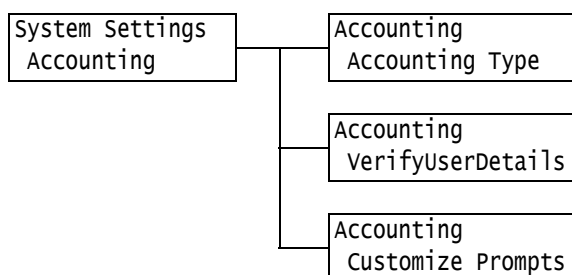 System Settings
Accounting
Accounting
Accounting Type
Accounting
VerifyUserDetails
Accounting
Customize Prompts